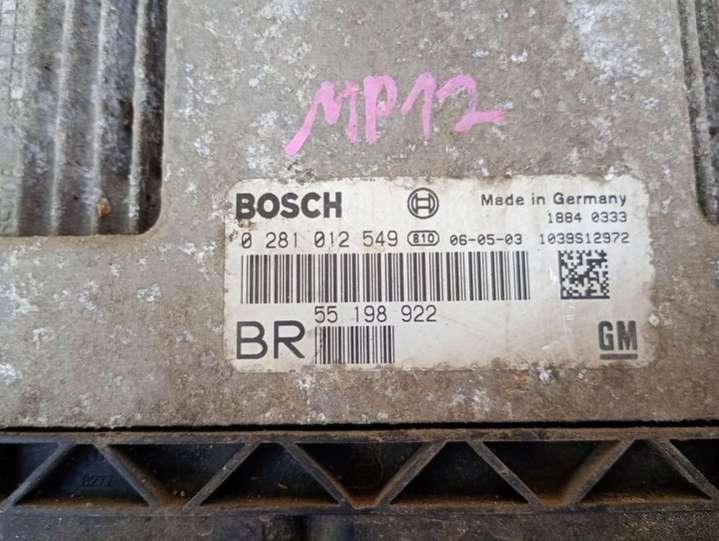 MP12
BOSCH Made in Germany
1884 0333
0 281 012 549 810 06-05-03 1039S12972
55 198 922
BR GM
8271